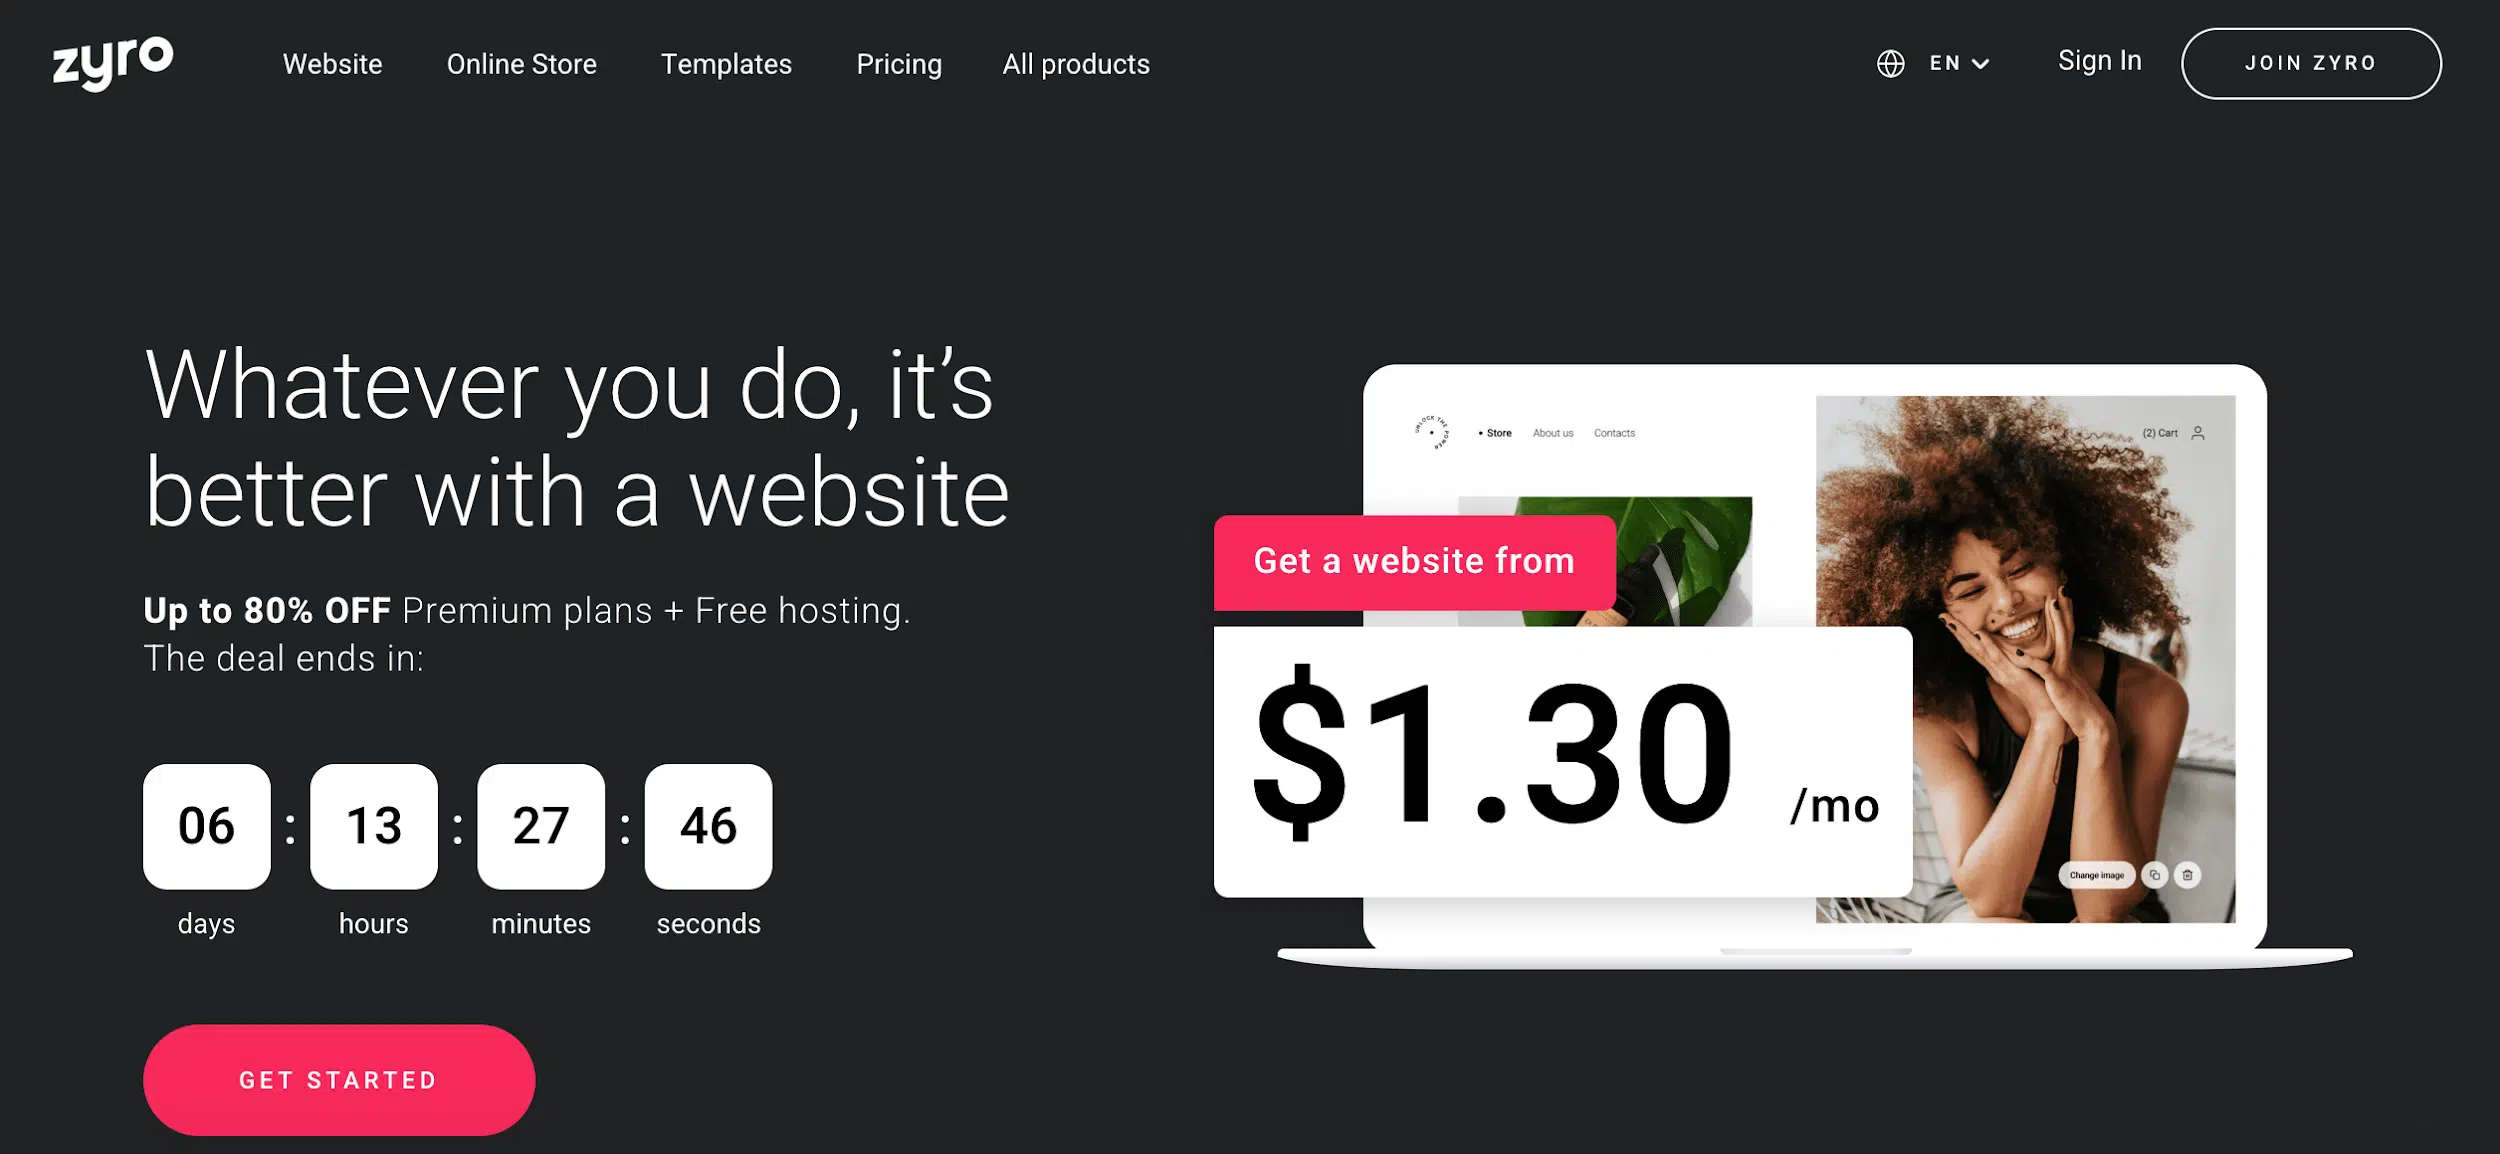 zyro
Website
Online Store
Templates
Pricing
All products
EN
Sign In
JOIN ZYRO
Whatever you do, it’s
better with a website
Up to 80% OFF Premium plans + Free hosting.
The deal ends in:
06 : 13 : 27 : 46
days hours minutes seconds
GET STARTED
UNLOCK THE POWER
• Store
About us
Contacts
(2) Cart
Get a website from
$1.30 /mo
Change image